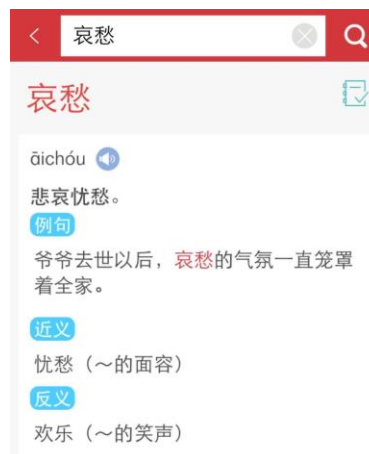 哀愁
哀愁
āichóu
悲哀忧愁。
例句
爷爷去世以后，哀愁的气氛一直笼罩
着全家。
近义
忧愁（～的面容）
反义
欢乐（～的笑声）